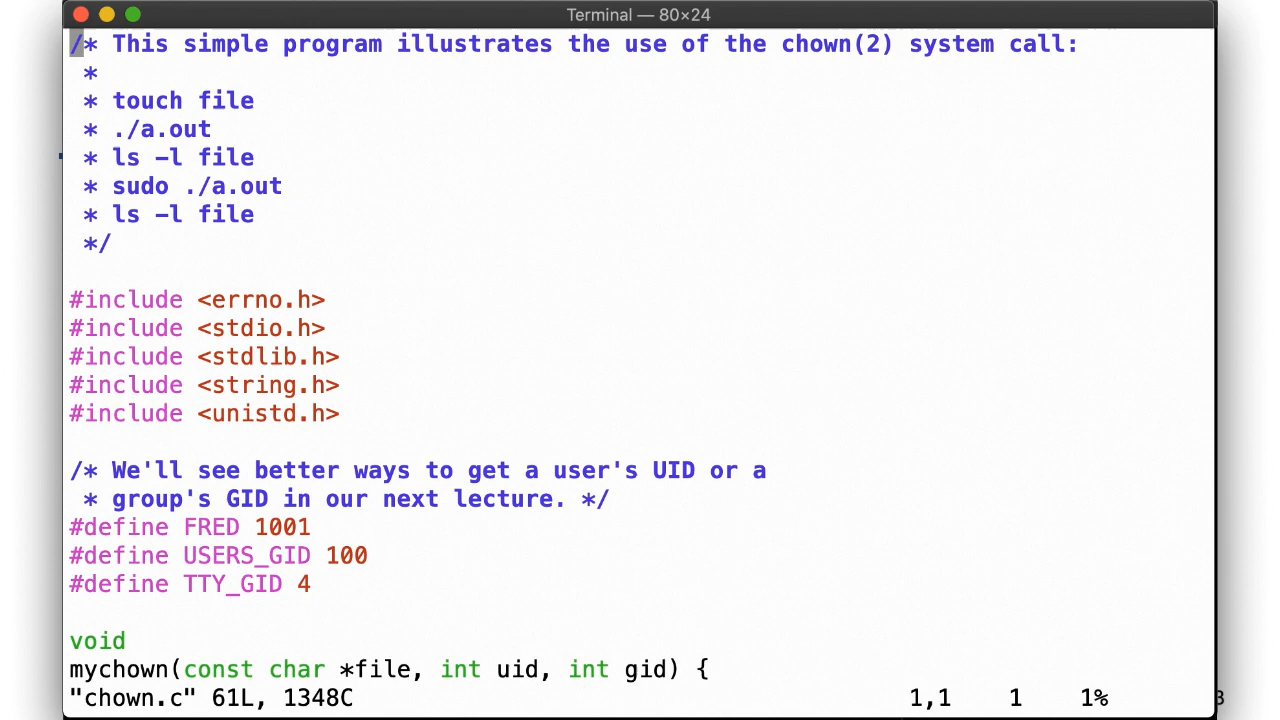 Terminal — 80×24
/* This simple program illustrates the use of the chown(2) system call:
 *
 * touch file
 * ./a.out
 * ls -l file
 * sudo ./a.out
 * ls -l file
 */
#include <errno.h>
#include <stdio.h>
#include <stdlib.h>
#include <string.h>
#include <unistd.h>
/* We'll see better ways to get a user's UID or a
 * group's GID in our next lecture. */
#define FRED 1001
#define USERS_GID 100
#define TTY_GID 4
void
mychown(const char *file, int uid, int gid) {
"chown.c" 61L, 1348C 1,1 1 1%